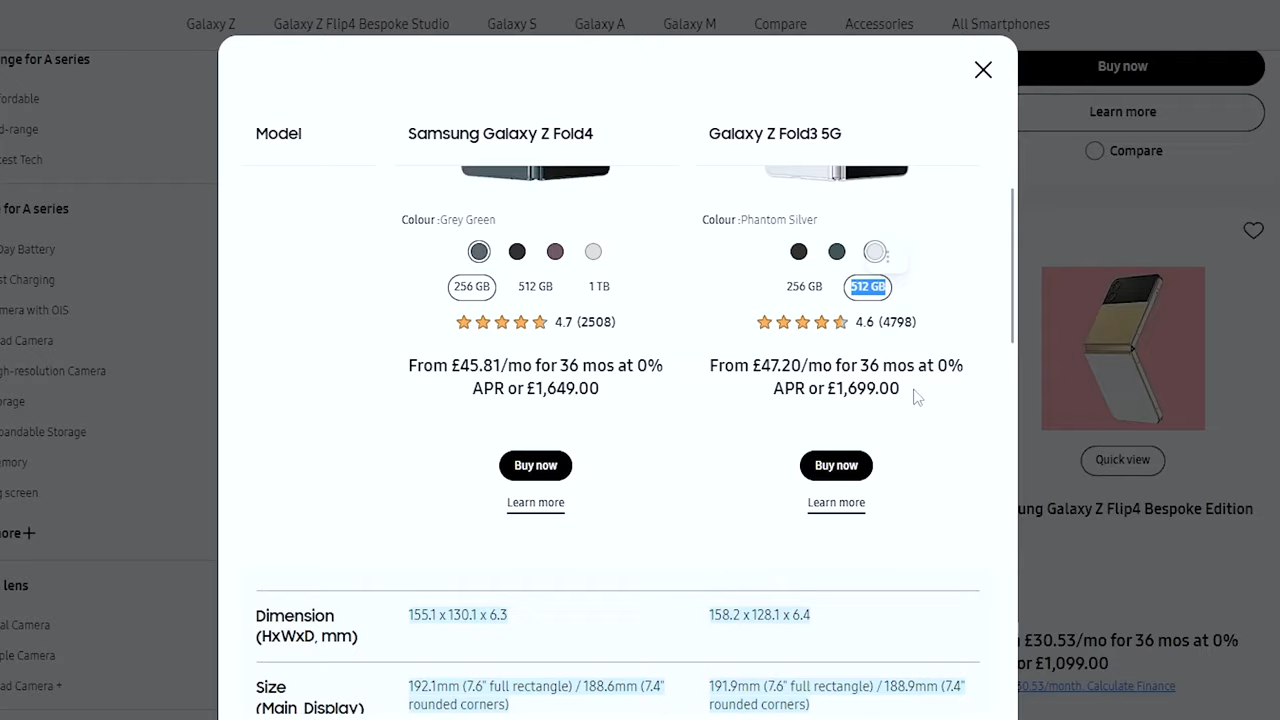 Galaxy Z Galaxy Z Flip4 Bespoke Studio Galaxy S Galaxy A Galaxy M Compare Accessories All Smartphones
nge for A series
ordable
d-range
test Tech
for A series
Day Battery
st Charging
mera with OIS
ad Camera
gh-resolution Camera
orage
pandable Storage
emory
g screen
ore
lens
al Camera
ple Camera
ad Camera +
Model Samsung Galaxy Z Fold4 Galaxy Z Fold3 5G
Colour :Grey Green Colour :Phantom Silver
256 GB 512 GB 1 TB 256 GB 512 GB
4.7 (2508) 4.6 (4798)
From £45.81/mo for 36 mos at 0%
APR or £1,649.00
From £47.20/mo for 36 mos at 0%
APR or £1,699.00
Buy now Buy now
Learn more Learn more
Dimension
(HxWxD, mm)
155.1 x 130.1 x 6.3 158.2 x 128.1 x 6.4
Size
(Main Display)
192.1mm (7.6" full rectangle) / 188.6mm (7.4"
rounded corners)
191.9mm (7.6" full rectangle) / 188.9mm (7.4"
rounded corners)
Buy now
Learn more
Compare
Quick view
ung Galaxy Z Flip4 Bespoke Edition
£30.53/mo for 36 mos at 0%
or £1,099.00
30.53/month. Calculate Finance